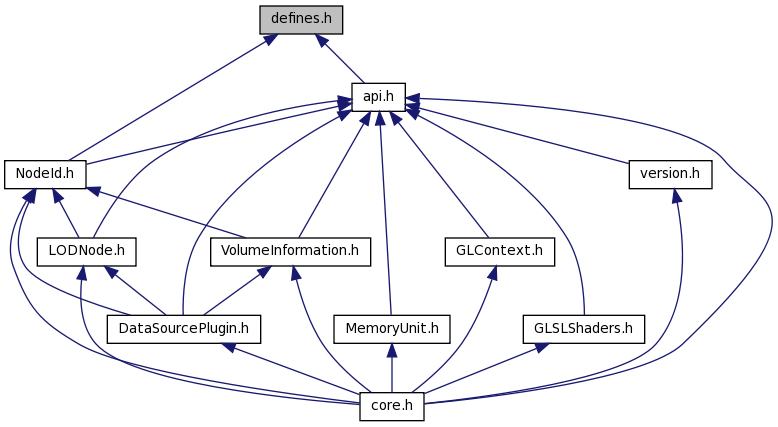 defines.h
api.h
NodeId.h
version.h
LODNode.h
VolumeInformation.h
GLContext.h
DataSourcePlugin.h
MemoryUnit.h
GLSLShaders.h
core.h